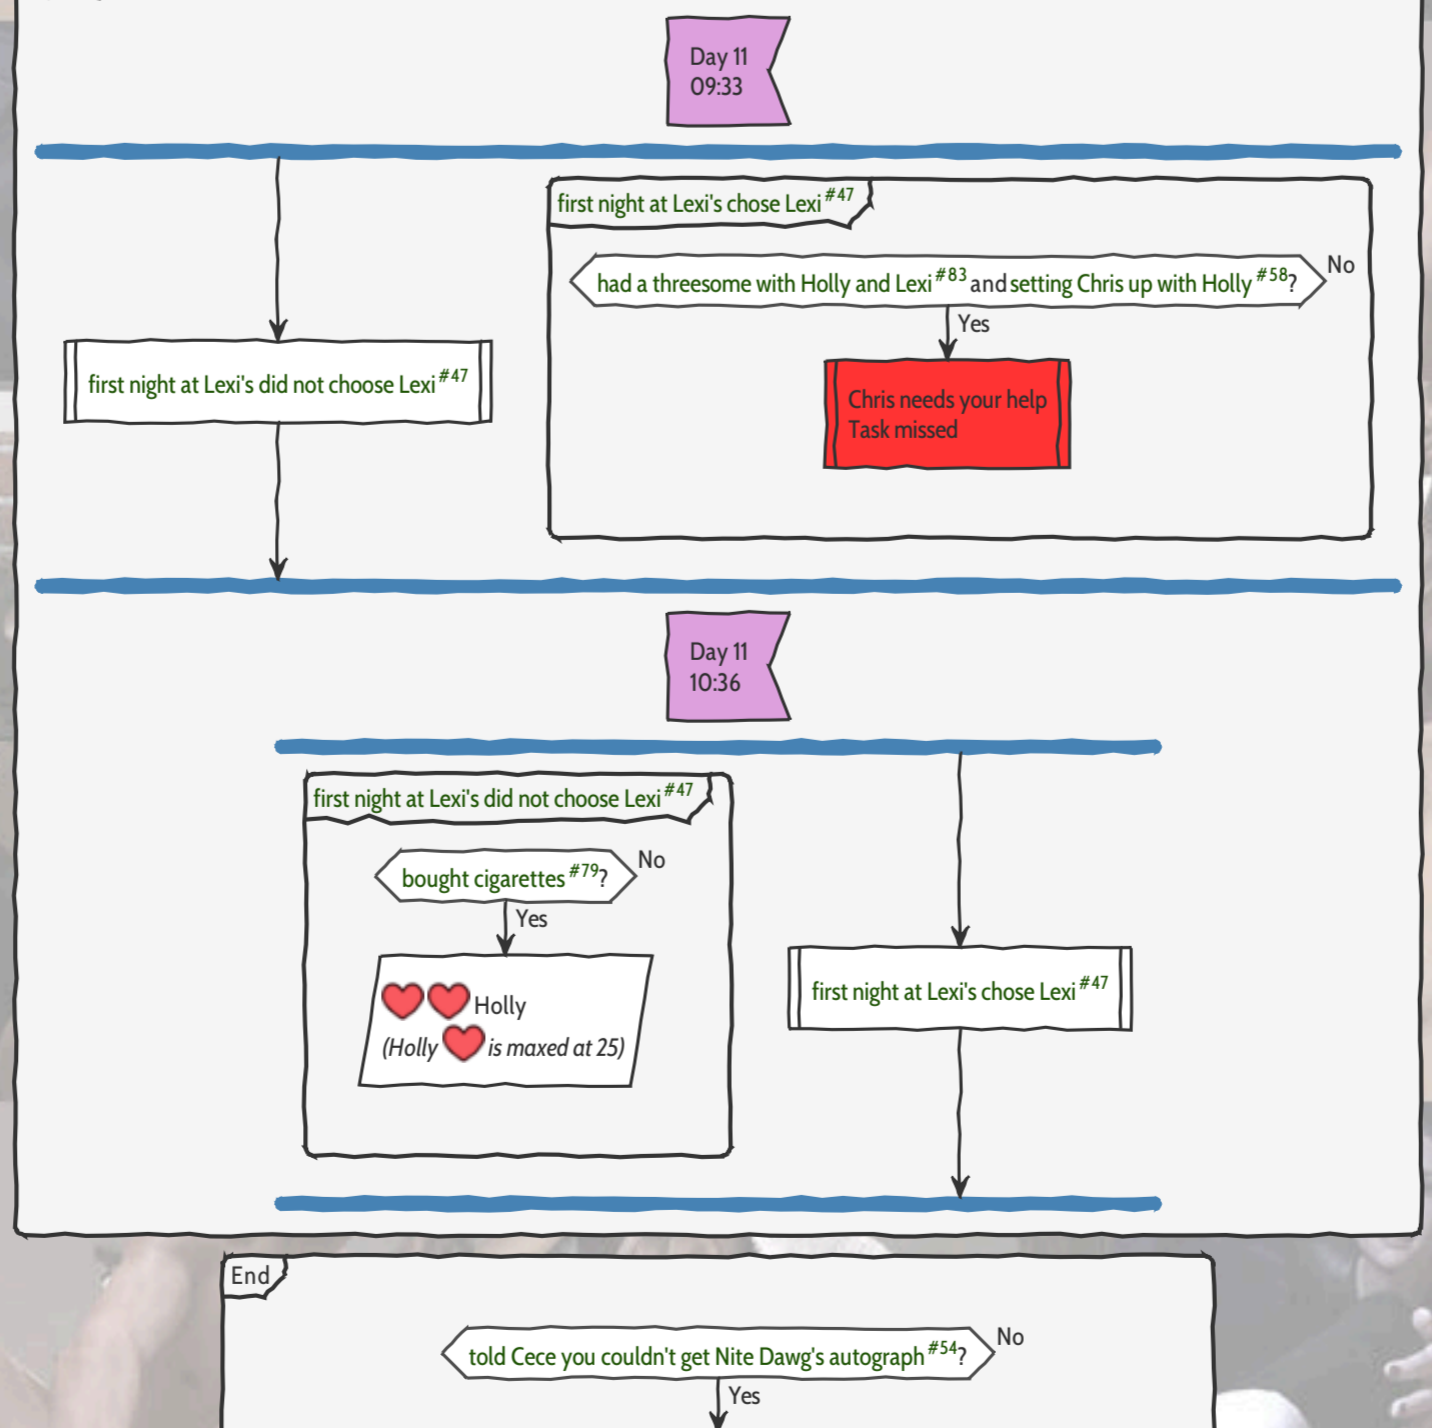 Day 11
09:33
first night at Lexi's chose Lexi #47
had a threesome with Holly and Lexi #83 and setting Chris up with Holly #58?
No
Yes
first night at Lexi's did not choose Lexi #47
Chris needs your help
Task missed
Day 11
10:36
first night at Lexi's did not choose Lexi #47
bought cigarettes #79?
No
Yes
Holly
(Holly is maxed at 25)
first night at Lexi's chose Lexi #47
End
told Cece you couldn't get Nite Dawg's autograph #54?
No
Yes